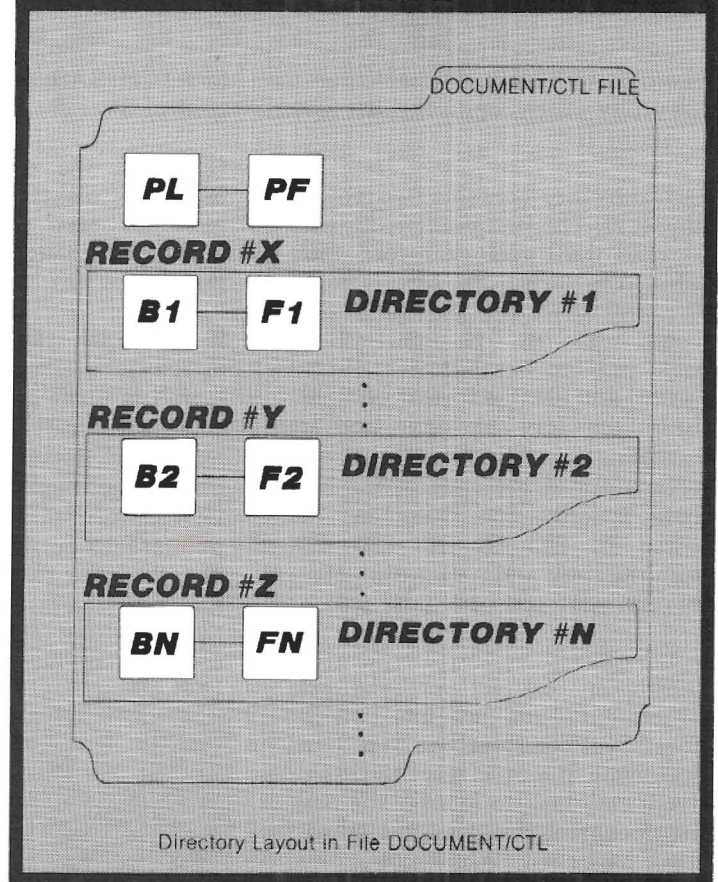 DOCUMENT/CTL FILE
PL PF
RECORD #X
B1 F1 DIRECTORY #1
RECORD #Y
B2 F2 DIRECTORY #2
RECORD #Z
BN FN DIRECTORY #N
Directory Layout in File DOCUMENT/CTL